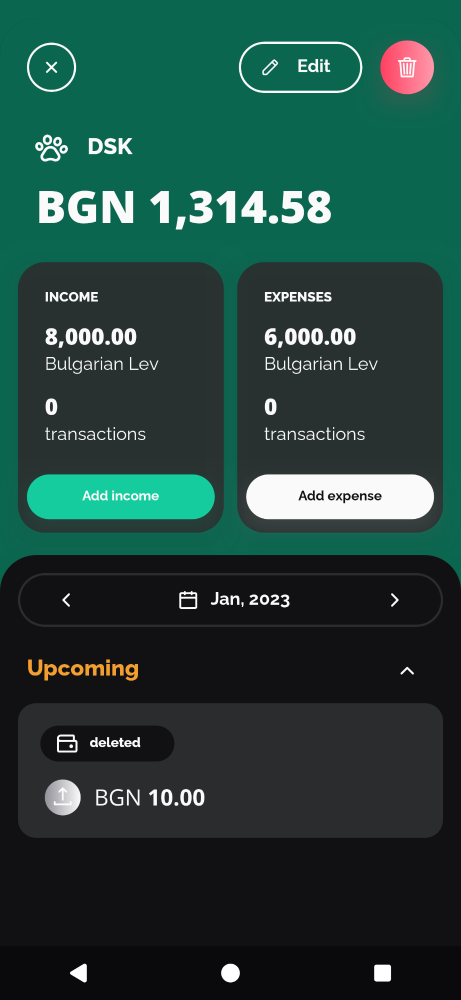 Edit
DSK
BGN 1,314.58
INCOME
8,000.00
Bulgarian Lev
0
transactions
Add income
EXPENSES
6,000.00
Bulgarian Lev
0
transactions
Add expense
Jan, 2023
Upcoming
deleted
BGN 10.00